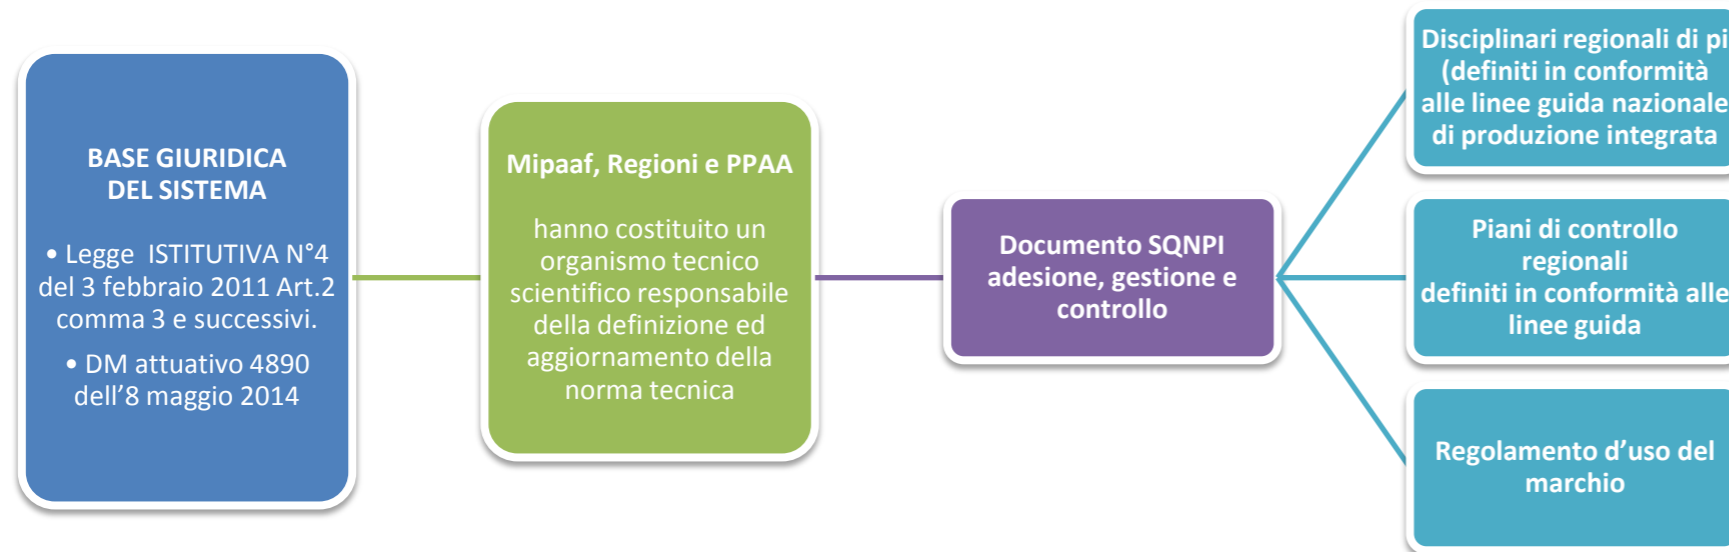 BASE GIURIDICA
DEL SISTEMA
• Legge ISTITUTIVA N°4
del 3 febbraio 2011 Art.2
comma 3 e successivi.
• DM attuativo 4890
dell'8 maggio 2014
Mipaaf, Regioni e PPAA
hanno costituito un
organismo tecnico
scientifico responsabile
della definizione ed
aggiornamento della
norma tecnica
Documento SQNPI
adesione, gestione e
controllo
Disciplinari regionali di pi
(definiti in conformità
alle linee guida nazionale
di produzione integrata
Piani di controllo
regionali
definiti in conformità alle
linee guida
Regolamento d'uso del
marchio